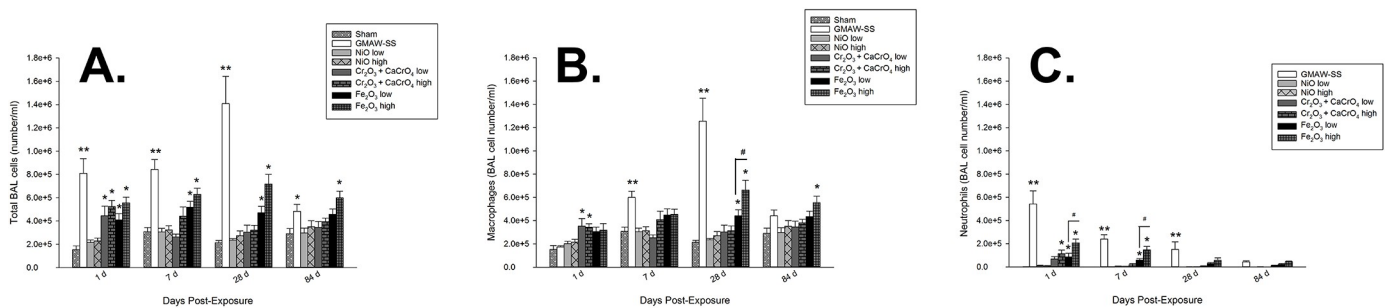 Sham
GMAW-SS
NiO low
NiO high
Cr₂O₃ + CaCrO₄ low
Cr₂O₃ + CaCrO₄ high
Fe₂O₃ low
Fe₂O₃ high
A.
Total BAL cells (number/ml)
1.8e+6
1.6e+6
1.4e+6
1.2e+6
1.0e+6
8.0e+5
6.0e+5
4.0e+5
2.0e+5
0.0
**
* * * *
**
* *
**
* *
* *
1 d
7 d
28 d
84 d
Days Post-Exposure
Sham
GMAW-SS
NiO low
NiO high
Cr₂O₃ + CaCrO₄ low
Cr₂O₃ + CaCrO₄ high
Fe₂O₃ low
Fe₂O₃ high
B.
Macrophages (BAL cell number/ml)
1.8e+6
1.6e+6
1.4e+6
1.2e+6
1.0e+6
8.0e+5
6.0e+5
4.0e+5
2.0e+5
0.0
* *
**
**
#
* *
*
1 d
7 d
28 d
84 d
Days Post-Exposure
GMAW-SS
NiO low
NiO high
Cr₂O₃ + CaCrO₄ low
Cr₂O₃ + CaCrO₄ high
Fe₂O₃ low
Fe₂O₃ high
C.
Neutrophils (BAL cell number/ml)
1.8e+6
1.6e+6
1.4e+6
1.2e+6
1.0e+6
8.0e+5
6.0e+5
4.0e+5
2.0e+5
0.0
**
#
* * *
**
#
* *
**
1 d
7 d
28 d
84 d
Days Post-Exposure